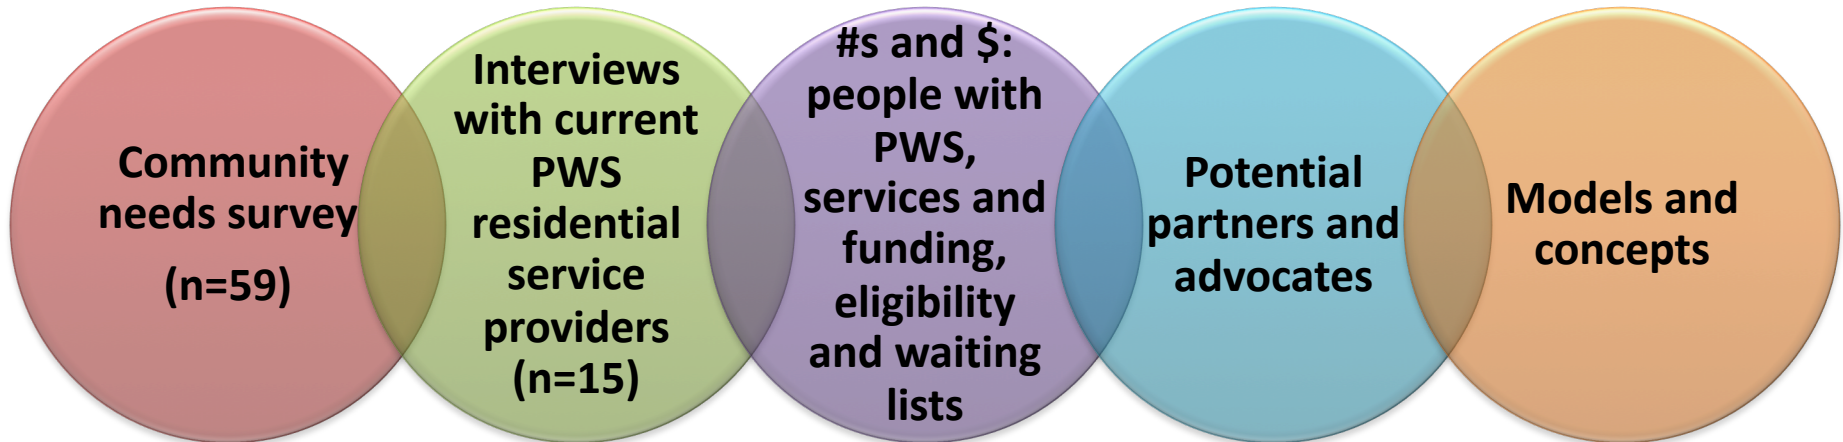 Community
needs survey
(n=59)
Interviews
with current
PWS
residential
service
providers
(n=15)
#s and $:
people with
PWS,
services and
funding,
eligibility
and waiting
lists
Potential
partners and
advocates
Models and
concepts